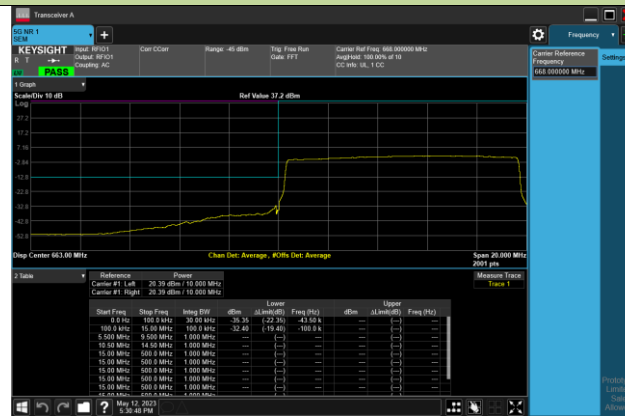 Transceiver A
5G NR 1
SEM
Frequency
KEYSIGHT
R T
PASS
Input: RFIO1
Output: RFIO1
Coupling: AC
Corr CCorr
Range: -45 dBm
Trig: Free Run
Gate: FFT
Carrier Ref Freq: 668.000000 MHz
Avg|Hold: 100.00% of 10
CC Info: UL, 1 CC
Carrier Reference
Frequency
668.000000 MHz
Settings
1 Graph
Scale/Div 10 dB
Ref Value 37.2 dBm
Log
27.2
17.2
7.16
-2.84
-12.8
-22.8
-32.8
-42.8
-52.8
Disp Center 663.00 MHz
Chan Det: Average , #Offs Det: Average
Span 20.000 MHz
2001 pts
2 Table
Reference Power
Measure Trace
Trace 1
Carrier #1: Left 20.39 dBm / 10.000 MHz
Carrier #1: Right 20.39 dBm / 10.000 MHz
Lower Upper
Start Freq Stop Freq Integ BW dBm ΔLimit(dB) Freq (Hz) dBm ΔLimit(dB) Freq (Hz)
0.0 Hz 100.0 kHz 30.00 kHz -35.35 (-22.35) -43.50 k --- (---) ---
100.0 kHz 15.00 MHz 100.0 kHz -32.40 (-19.40) -100.0 k --- (---) ---
5.500 MHz 9.500 MHz 1.000 MHz --- (---) --- --- (---) ---
10.50 MHz 14.50 MHz 1.000 MHz --- (---) --- --- (---) ---
15.00 MHz 500.0 MHz 1.000 MHz --- (---) --- --- (---) ---
15.00 MHz 500.0 MHz 1.000 MHz --- (---) --- --- (---) ---
15.00 MHz 500.0 MHz 1.000 MHz --- (---) --- --- (---) ---
15.00 MHz 500.0 MHz 1.000 MHz --- (---) --- --- (---) ---
15.00 MHz 500.0 MHz 1.000 MHz --- (---) --- --- (---) ---
May 12, 2023
5:30:48 PM